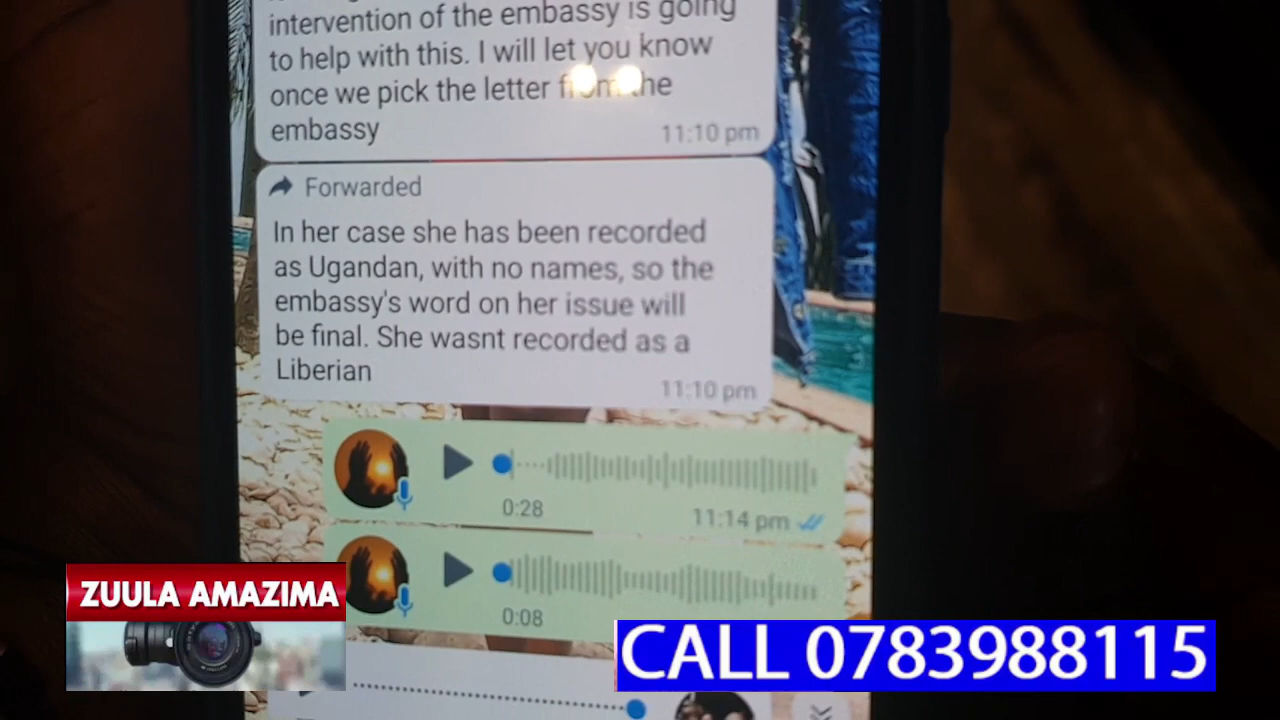 intervention of the embassy is going
to help with this. I will let you know
once we pick the letter from the
embassy
11:10 pm
Forwarded
In her case she has been recorded
as Ugandan, with no names, so the
embassy's word on her issue will
be final. She wasnt recorded as a
Liberian
11:10 pm
0:28
11:14 pm
0:08
ZUULA AMAZIMA
CALL 0783988115